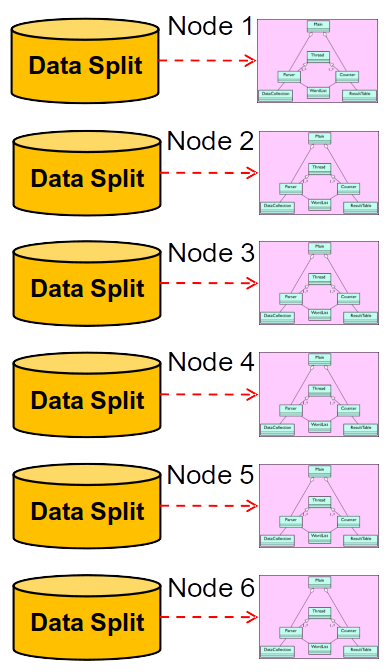 Node 1
Data Split
Main
Thread
Parser
Counter
DataCollection
WordList
ResultTable
Node 2
Data Split
Main
Thread
Parser
Counter
DataCollection
WordList
ResultTable
Node 3
Data Split
Main
Thread
Parser
Counter
DataCollection
WordList
ResultTable
Node 4
Data Split
Main
Thread
Parser
Counter
DataCollection
WordList
ResultTable
Node 5
Data Split
Main
Thread
Parser
Counter
DataCollection
WordList
ResultTable
Node 6
Data Split
Main
Thread
Parser
Counter
DataCollection
WordList
ResultTable